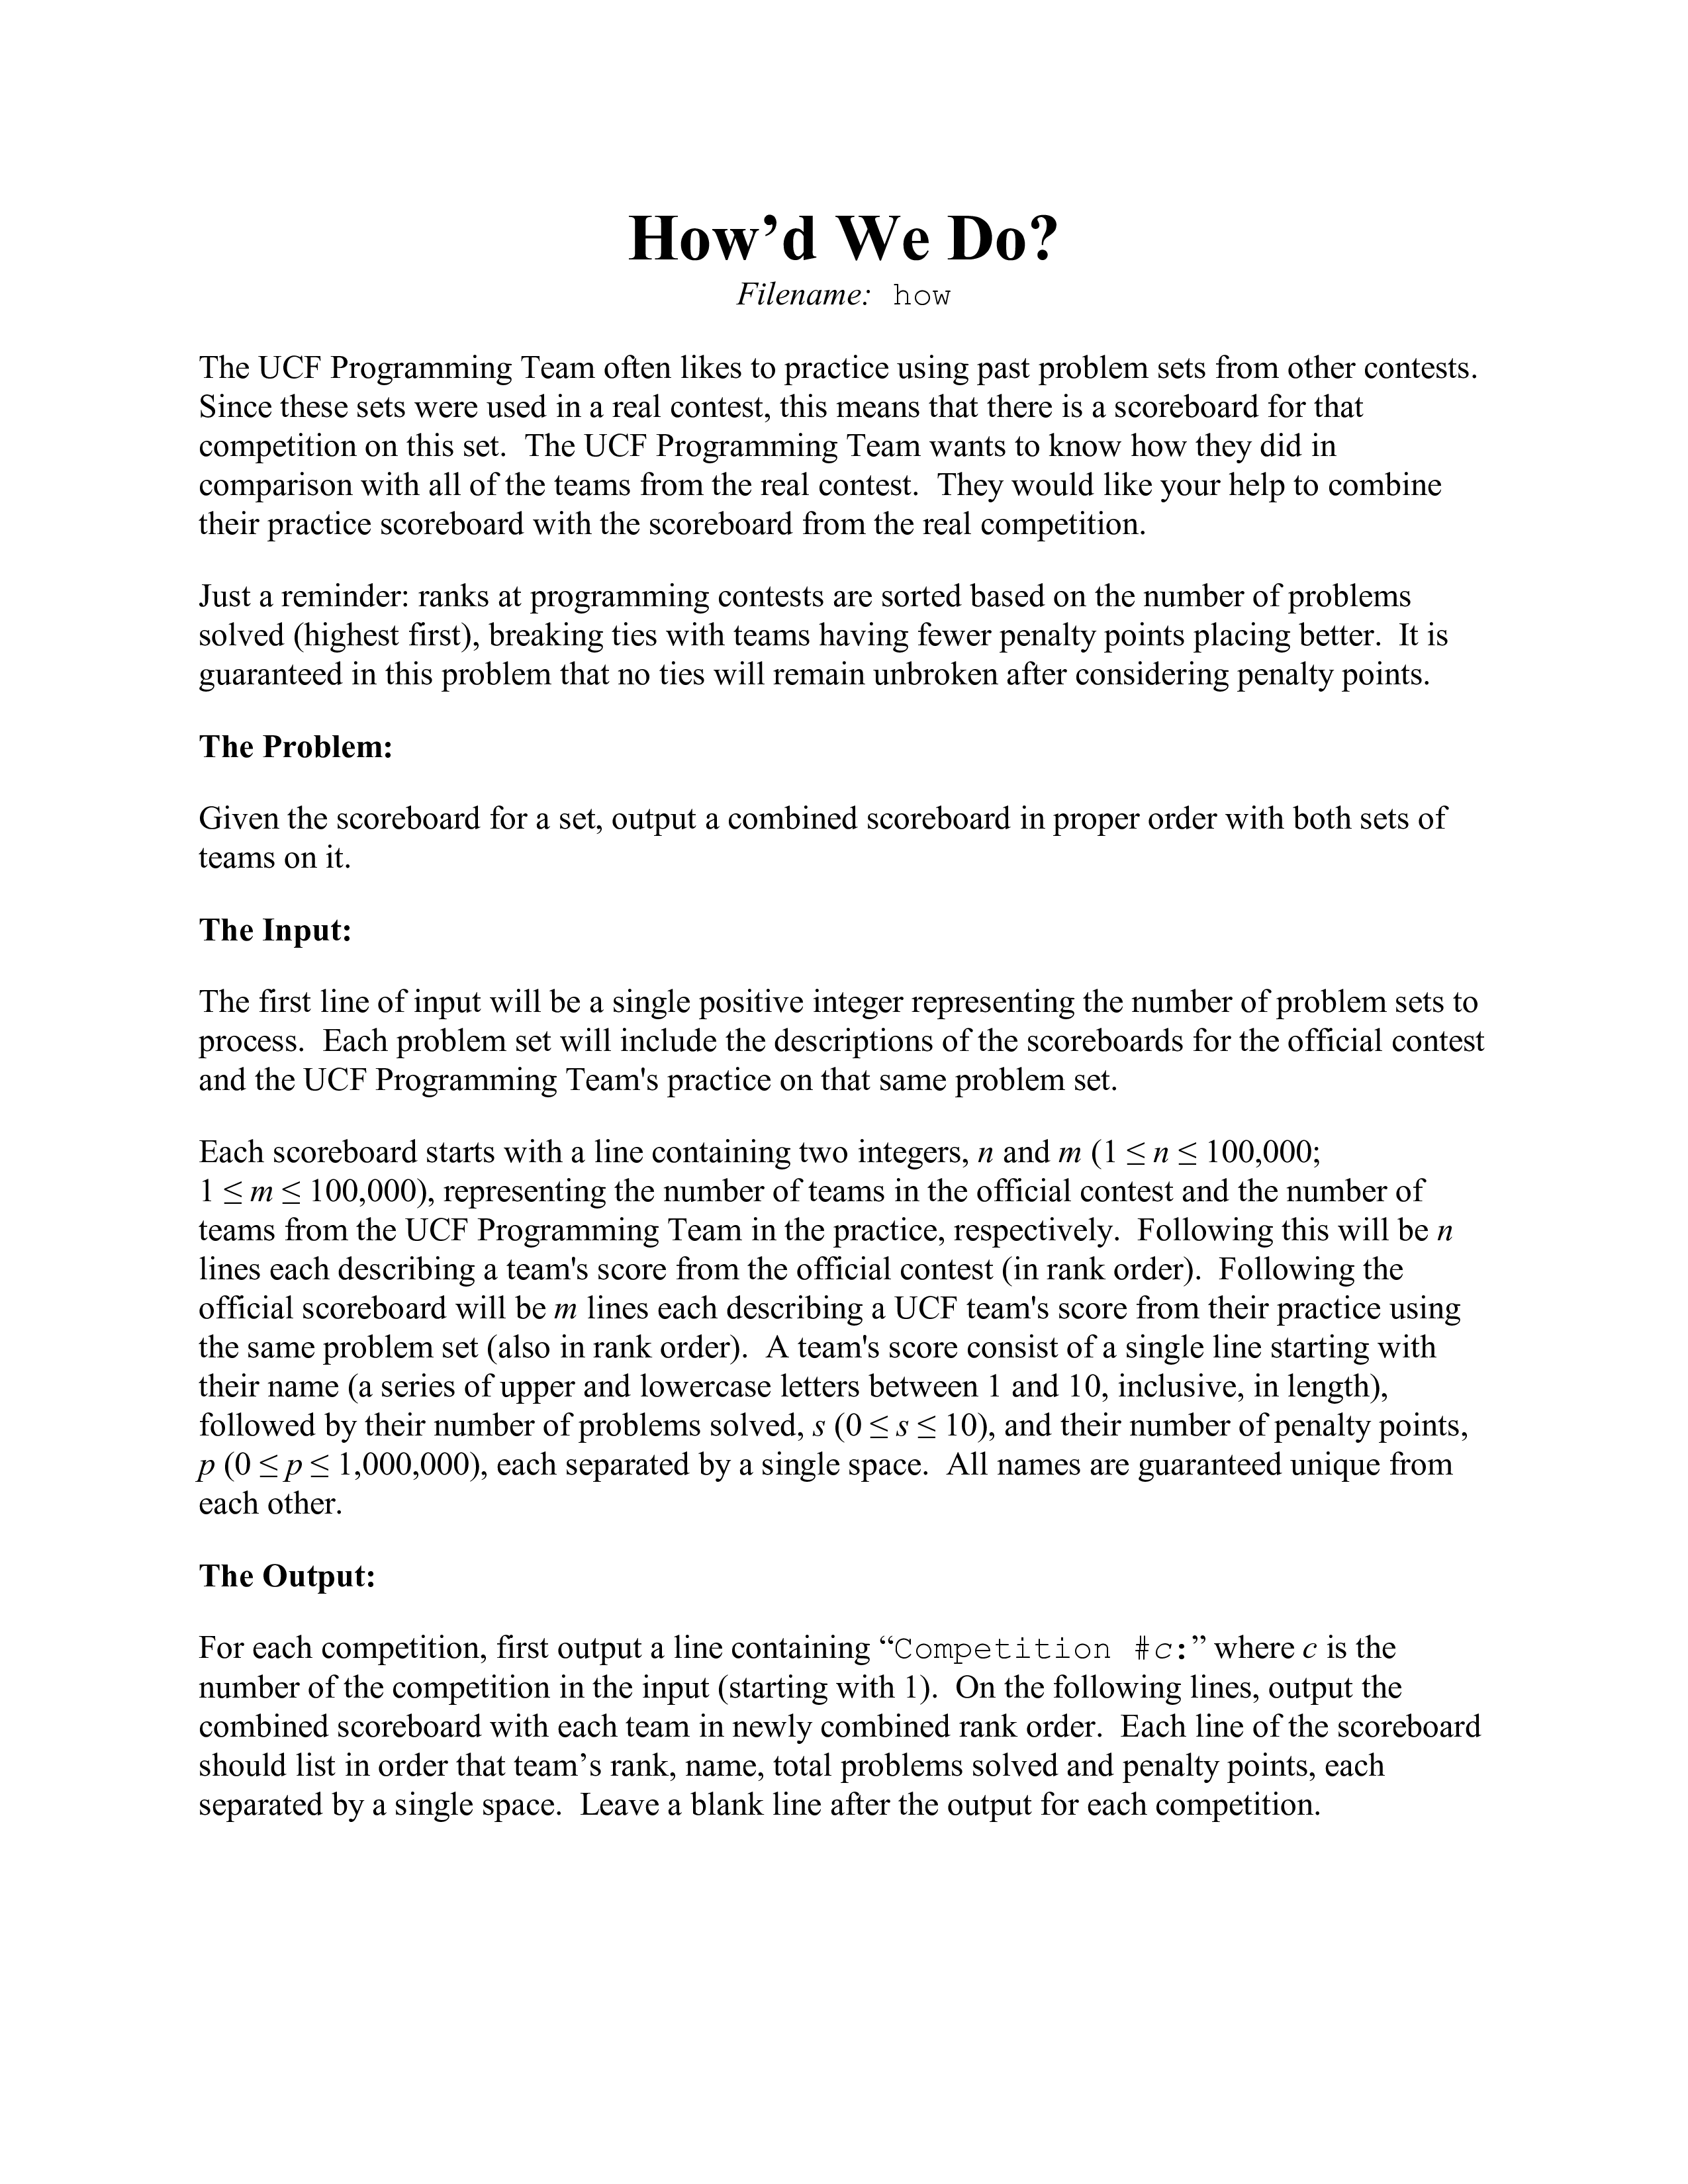 How’d We Do?
Filename: how
The UCF Programming Team often likes to practice using past problem sets from other contests.
Since these sets were used in a real contest, this means that there is a scoreboard for that
competition on this set. The UCF Programming Team wants to know how they did in
comparison with all of the teams from the real contest. They would like your help to combine
their practice scoreboard with the scoreboard from the real competition.
Just a reminder: ranks at programming contests are sorted based on the number of problems
solved (highest first), breaking ties with teams having fewer penalty points placing better. It is
guaranteed in this problem that no ties will remain unbroken after considering penalty points.
The Problem:
Given the scoreboard for a set, output a combined scoreboard in proper order with both sets of
teams on it.
The Input:
The first line of input will be a single positive integer representing the number of problem sets to
process. Each problem set will include the descriptions of the scoreboards for the official contest
and the UCF Programming Team's practice on that same problem set.
Each scoreboard starts with a line containing two integers, n and m (1 ≤ n ≤ 100,000;
1 ≤ m ≤ 100,000), representing the number of teams in the official contest and the number of
teams from the UCF Programming Team in the practice, respectively. Following this will be n
lines each describing a team's score from the official contest (in rank order). Following the
official scoreboard will be m lines each describing a UCF team's score from their practice using
the same problem set (also in rank order). A team's score consist of a single line starting with
their name (a series of upper and lowercase letters between 1 and 10, inclusive, in length),
followed by their number of problems solved, s (0 ≤ s ≤ 10), and their number of penalty points,
p (0 ≤ p ≤ 1,000,000), each separated by a single space. All names are guaranteed unique from
each other.
The Output:
For each competition, first output a line containing “Competition #c:” where c is the
number of the competition in the input (starting with 1). On the following lines, output the
combined scoreboard with each team in newly combined rank order. Each line of the scoreboard
should list in order that team’s rank, name, total problems solved and penalty points, each
separated by a single space. Leave a blank line after the output for each competition.